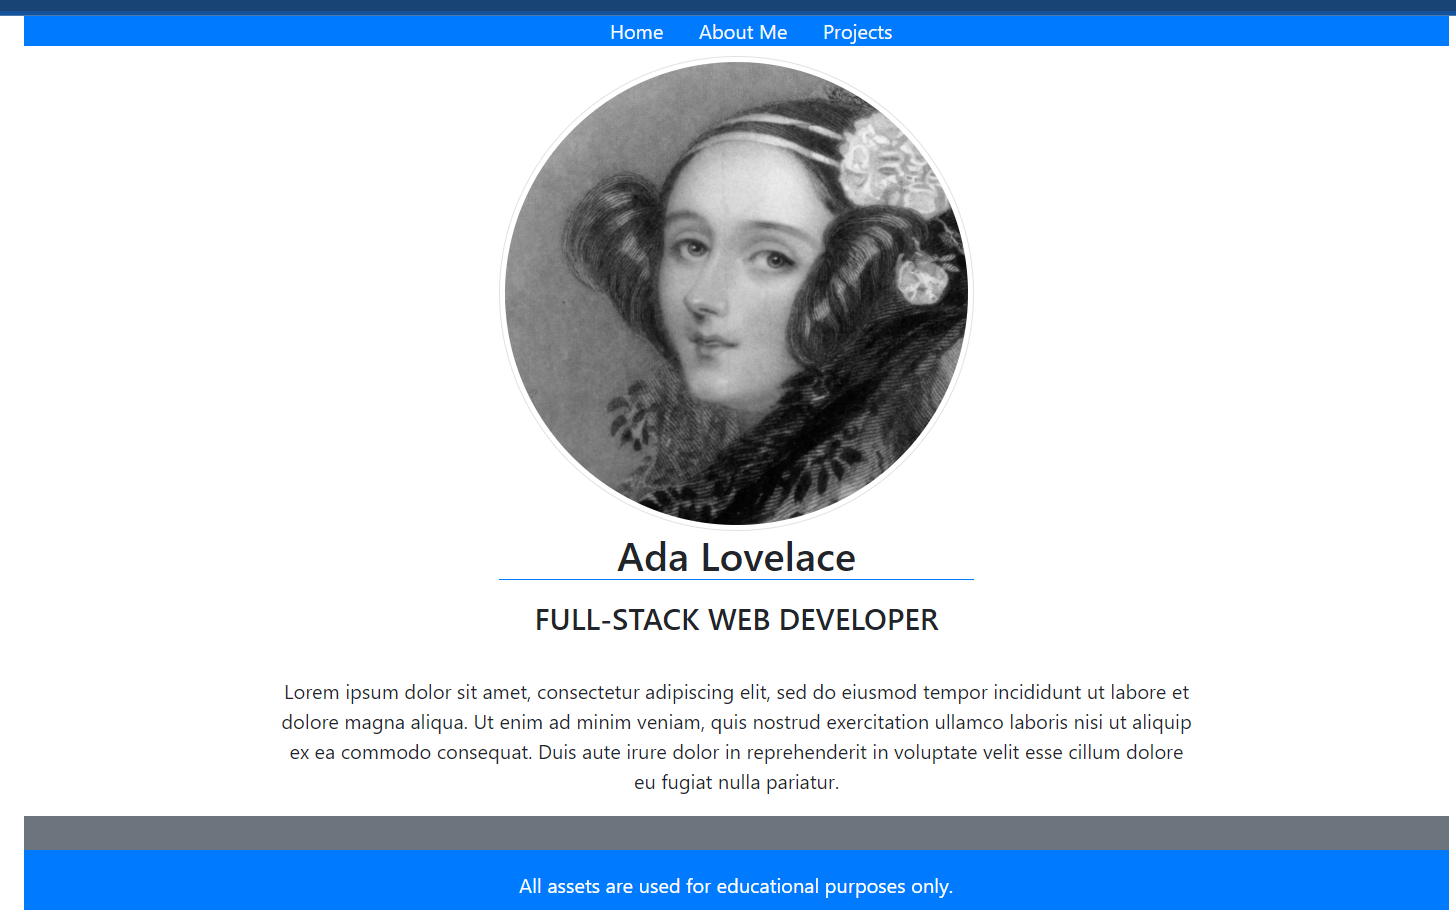 Home About Me Projects
Ada Lovelace
FULL-STACK WEB DEVELOPER
Lorem ipsum dolor sit amet, consectetur adipiscing elit, sed do eiusmod tempor incididunt ut labore et
dolore magna aliqua. Ut enim ad minim veniam, quis nostrud exercitation ullamco laboris nisi ut aliquip
ex ea commodo consequat. Duis aute irure dolor in reprehenderit in voluptate velit esse cillum dolore
eu fugiat nulla pariatur.
All assets are used for educational purposes only.